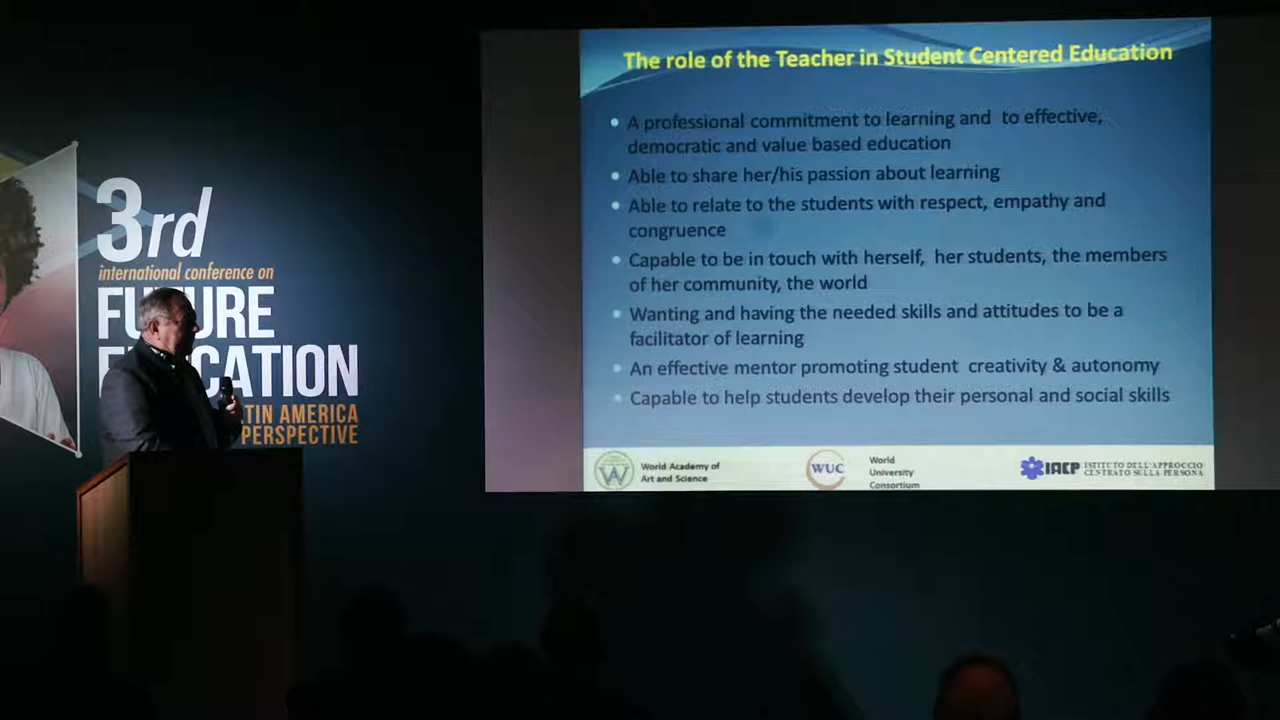 3rd
international conference on
FUTURE
EDUCATION
TIN AMERICA
PERSPECTIVE
The role of the Teacher in Student Centered Education
• A professional commitment to learning and to effective,
democratic and value based education
• Able to share her/his passion about learning
• Able to relate to the students with respect, empathy and
congruence
• Capable to be in touch with herself, her students, the members
of her community, the world
• Wanting and having the needed skills and attitudes to be a
facilitator of learning
• An effective mentor promoting student creativity & autonomy
• Capable to help students develop their personal and social skills
World Academy of
Art and Science
WUC
World
University
Consortium
IACP
ISTITUTO DELL'APPROCCIO
CENTRATO SULLA PERSONA